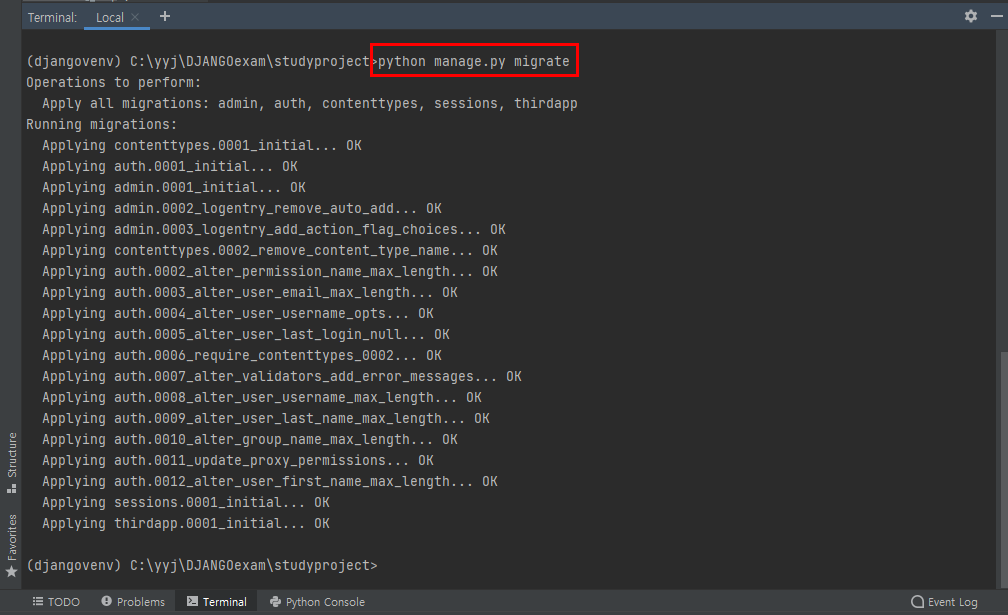 Terminal: Local × +
(djangovenv) C:\yyj\DJANGOexam\studyproject>python manage.py migrate
Operations to perform:
  Apply all migrations: admin, auth, contenttypes, sessions, thirdapp
Running migrations:
  Applying contenttypes.0001_initial... OK
  Applying auth.0001_initial... OK
  Applying admin.0001_initial... OK
  Applying admin.0002_logentry_remove_auto_add... OK
  Applying admin.0003_logentry_add_action_flag_choices... OK
  Applying contenttypes.0002_remove_content_type_name... OK
  Applying auth.0002_alter_permission_name_max_length... OK
  Applying auth.0003_alter_user_email_max_length... OK
  Applying auth.0004_alter_user_username_opts... OK
  Applying auth.0005_alter_user_last_login_null... OK
  Applying auth.0006_require_contenttypes_0002... OK
  Applying auth.0007_alter_validators_add_error_messages... OK
  Applying auth.0008_alter_user_username_max_length... OK
  Applying auth.0009_alter_user_last_name_max_length... OK
  Applying auth.0010_alter_group_name_max_length... OK
  Applying auth.0011_update_proxy_permissions... OK
  Applying auth.0012_alter_user_first_name_max_length... OK
  Applying sessions.0001_initial... OK
  Applying thirdapp.0001_initial... OK
(djangovenv) C:\yyj\DJANGOexam\studyproject>
Structure
Favorites
TODO Problems Terminal Python Console Event Log